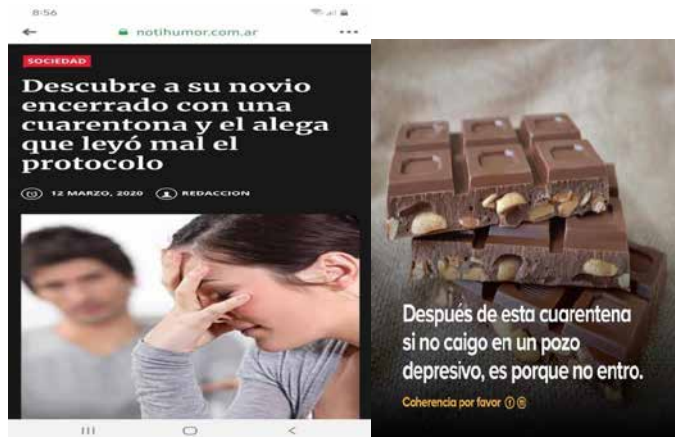 8:56
notihumor.com.ar
SOCIEDAD
Descubre a su novio
encerrado con una
cuarentona y el alega
que leyó mal el
protocolo
12 MARZO, 2020 REDACCION
Después de esta cuarentena
si no caigo en un pozo
depresivo, es porque no entro.
Coherencia por favor